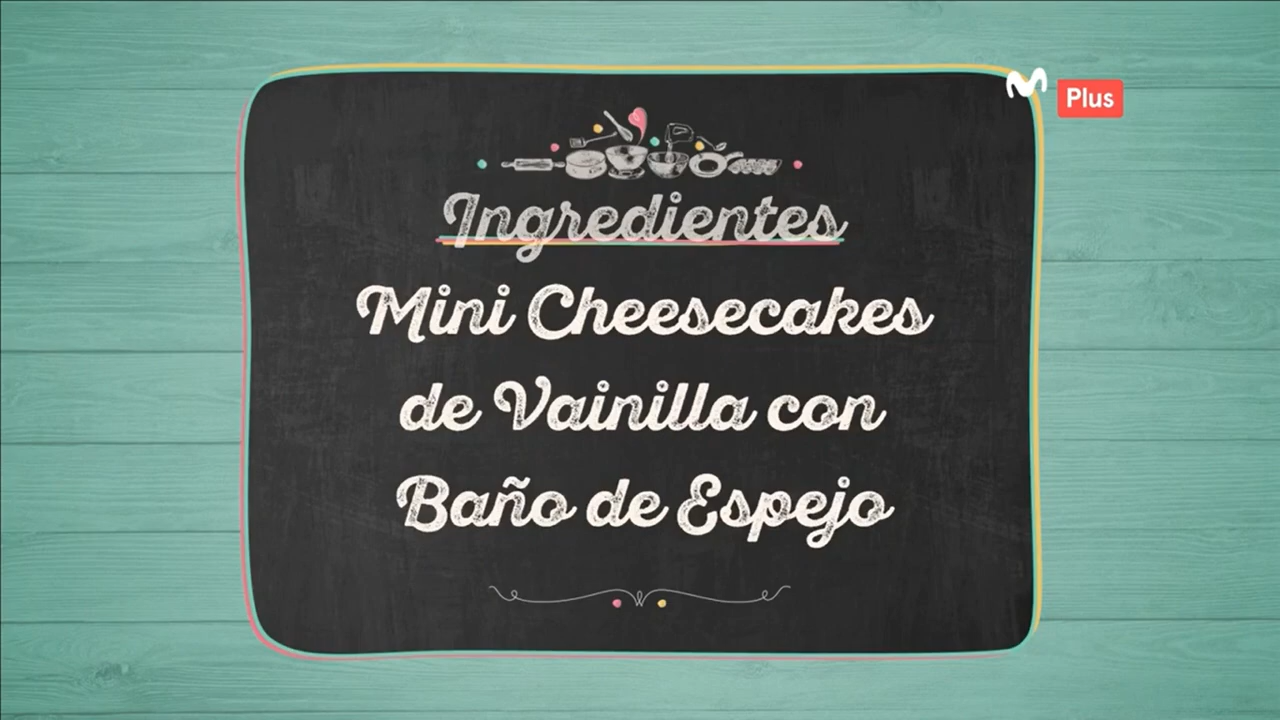 Plus
Ingredientes
Mini Cheesecakes
de Vainilla con
Baño de Espejo